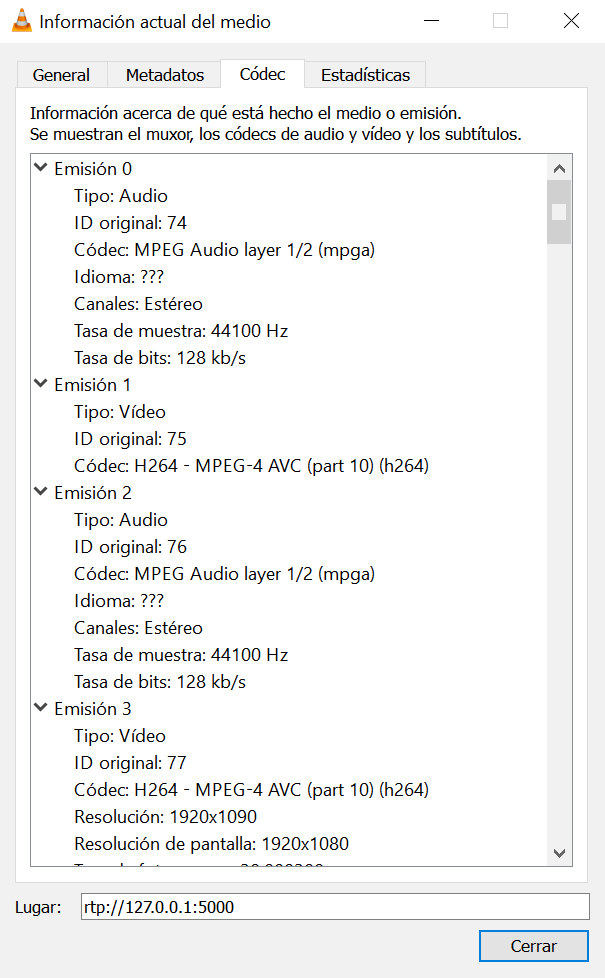 Información actual del medio
General Metadatos Códec Estadísticas
Información acerca de qué está hecho el medio o emisión.
Se muestran el muxor, los códecs de audio y vídeo y los subtítulos.
Emisión 0
Tipo: Audio
ID original: 74
Códec: MPEG Audio layer 1/2 (mpga)
Idioma: ???
Canales: Estéreo
Tasa de muestra: 44100 Hz
Tasa de bits: 128 kb/s
Emisión 1
Tipo: Vídeo
ID original: 75
Códec: H264 - MPEG-4 AVC (part 10) (h264)
Emisión 2
Tipo: Audio
ID original: 76
Códec: MPEG Audio layer 1/2 (mpga)
Idioma: ???
Canales: Estéreo
Tasa de muestra: 44100 Hz
Tasa de bits: 128 kb/s
Emisión 3
Tipo: Vídeo
ID original: 77
Códec: H264 - MPEG-4 AVC (part 10) (h264)
Resolución: 1920x1090
Resolución de pantalla: 1920x1080
Lugar: rtp://127.0.0.1:5000
Cerrar